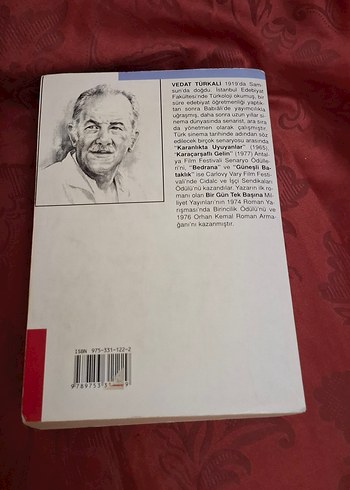 VEDAT TÜRKALİ 1919'da Sam-
sun'da doğdu. İstanbul Edebiyat
Fakültesi'nde Türkoloji okumuş, bir
süre edebiyat öğretmenliği yaptık-
tan sonra Babıâli'de yayımcılıkla
uğraşmış, daha sonra uzun yıllar si-
nema dünyasında senarist, ara sıra
da yönetmen olarak çalışmıştır.
Türk sinema tarihinde adından söz
edilecek birçok senaryosu arasında
"Karanlıkta Uyuyanlar" (1965),
"Karaçarşaflı Gelin" (1977) Antal-
ya Film Festivali Senaryo Ödülle-
ri'ni, "Bedrana" ve "Güneşli Ba-
taklık" ise Carlovy Vary Film Festi-
vali'nde Cidalc ve İşçi Sendikaları
Ödülü'nü kazandılar. Yazarın ilk ro-
manı olan Bir Gün Tek Başına Mil-
liyet Yayınları'nın 1974 Roman Ya-
rışması'nda Birincilik Ödülü'nü ve
1976 Orhan Kemal Roman Arma-
ğanı'nı kazanmıştır.
ISBN 975-331-122-2